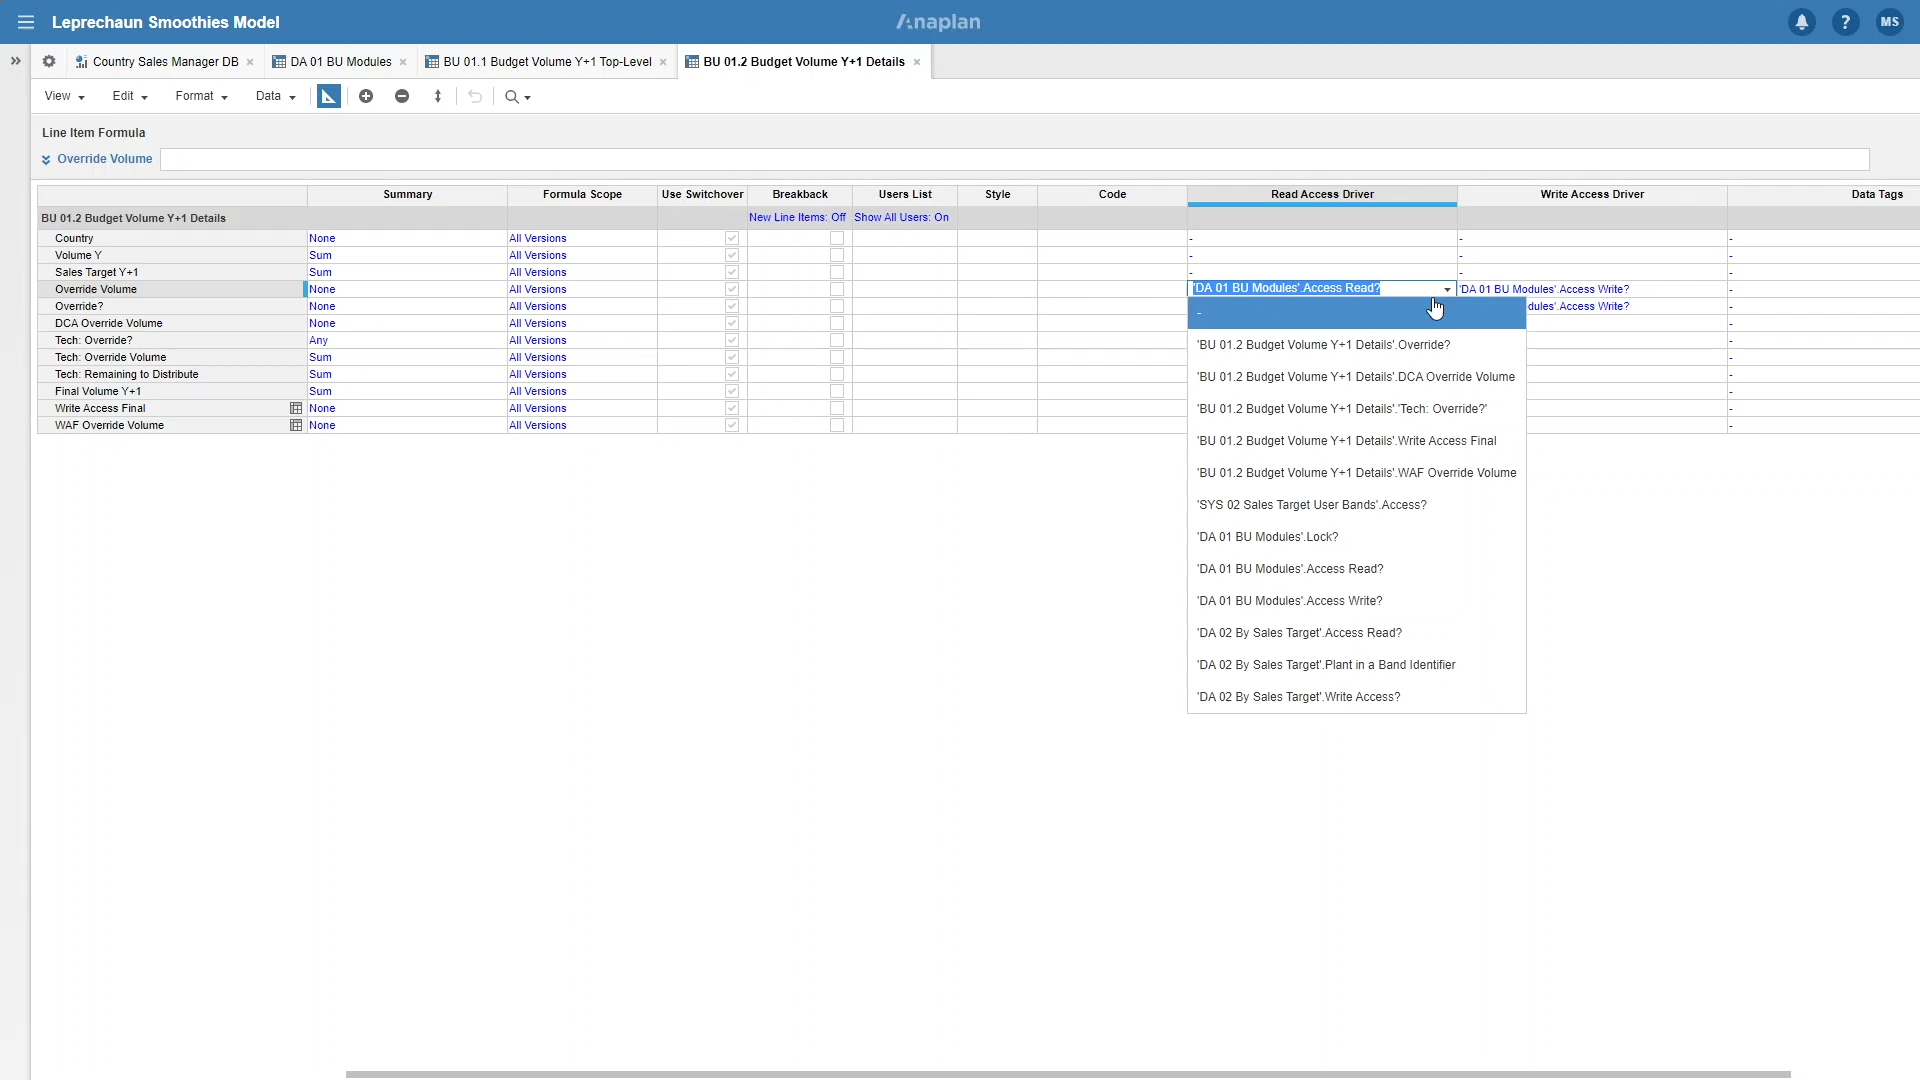 Leprechaun Smoothies Model
Anaplan
? MS
Country Sales Manager DB
DA 01 BU Modules
BU 01.1 Budget Volume Y+1 Top-Level
BU 01.2 Budget Volume Y+1 Details
View Edit Format Data
Line Item Formula
Override Volume
Summary Formula Scope Use Switchover Breakback Users List Style Code Read Access Driver Write Access Driver Data Tags
BU 01.2 Budget Volume Y+1 Details New Line Items: Off Show All Users: On
Country None All Versions - - -
Volume Y Sum All Versions - - -
Sales Target Y+1 Sum All Versions - - -
Override Volume None All Versions 'DA 01 BU Modules'.Access Read? 'DA 01 BU Modules'.Access Write? -
Override? None All Versions dules'.Access Write? -
DCA Override Volume None All Versions -
Tech: Override? Any All Versions -
Tech: Override Volume Sum All Versions -
Tech: Remaining to Distribute Sum All Versions -
Final Volume Y+1 Sum All Versions -
Write Access Final None All Versions -
WAF Override Volume None All Versions -
-
'BU 01.2 Budget Volume Y+1 Details'.Override?
'BU 01.2 Budget Volume Y+1 Details'.DCA Override Volume
'BU 01.2 Budget Volume Y+1 Details'.'Tech: Override?'
'BU 01.2 Budget Volume Y+1 Details'.Write Access Final
'BU 01.2 Budget Volume Y+1 Details'.WAF Override Volume
'SYS 02 Sales Target User Bands'.Access?
'DA 01 BU Modules'.Lock?
'DA 01 BU Modules'.Access Read?
'DA 01 BU Modules'.Access Write?
'DA 02 By Sales Target'.Access Read?
'DA 02 By Sales Target'.Plant in a Band Identifier
'DA 02 By Sales Target'.Write Access?